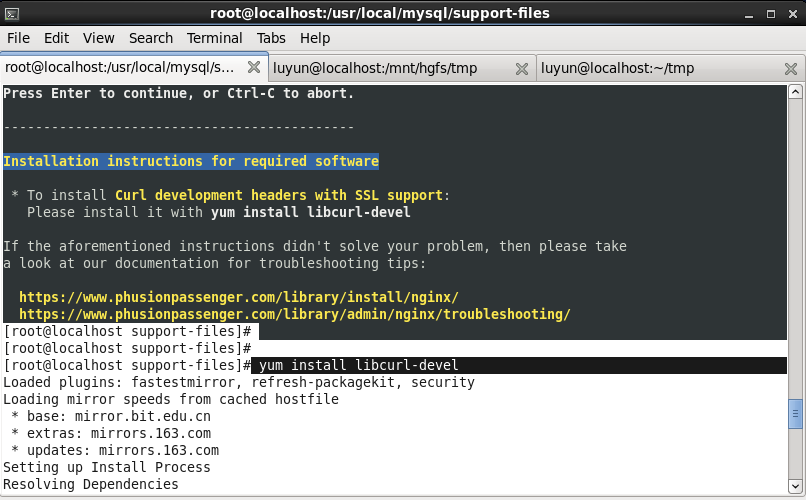 root@localhost:/usr/local/mysql/support-files
File Edit View Search Terminal Tabs Help
root@localhost:/usr/local/mysql/s... luyun@localhost:/mnt/hgfs/tmp luyun@localhost:~/tmp
Press Enter to continue, or Ctrl-C to abort.
--------------------------------------------
Installation instructions for required software
* To install Curl development headers with SSL support:
Please install it with yum install libcurl-devel
If the aforementioned instructions didn't solve your problem, then please take
a look at our documentation for troubleshooting tips:
https://www.phusionpassenger.com/library/install/nginx/
https://www.phusionpassenger.com/library/admin/nginx/troubleshooting/
[root@localhost support-files]#
[root@localhost support-files]#
[root@localhost support-files]# yum install libcurl-devel
Loaded plugins: fastestmirror, refresh-packagekit, security
Loading mirror speeds from cached hostfile
* base: mirror.bit.edu.cn
* extras: mirrors.163.com
* updates: mirrors.163.com
Setting up Install Process
Resolving Dependencies